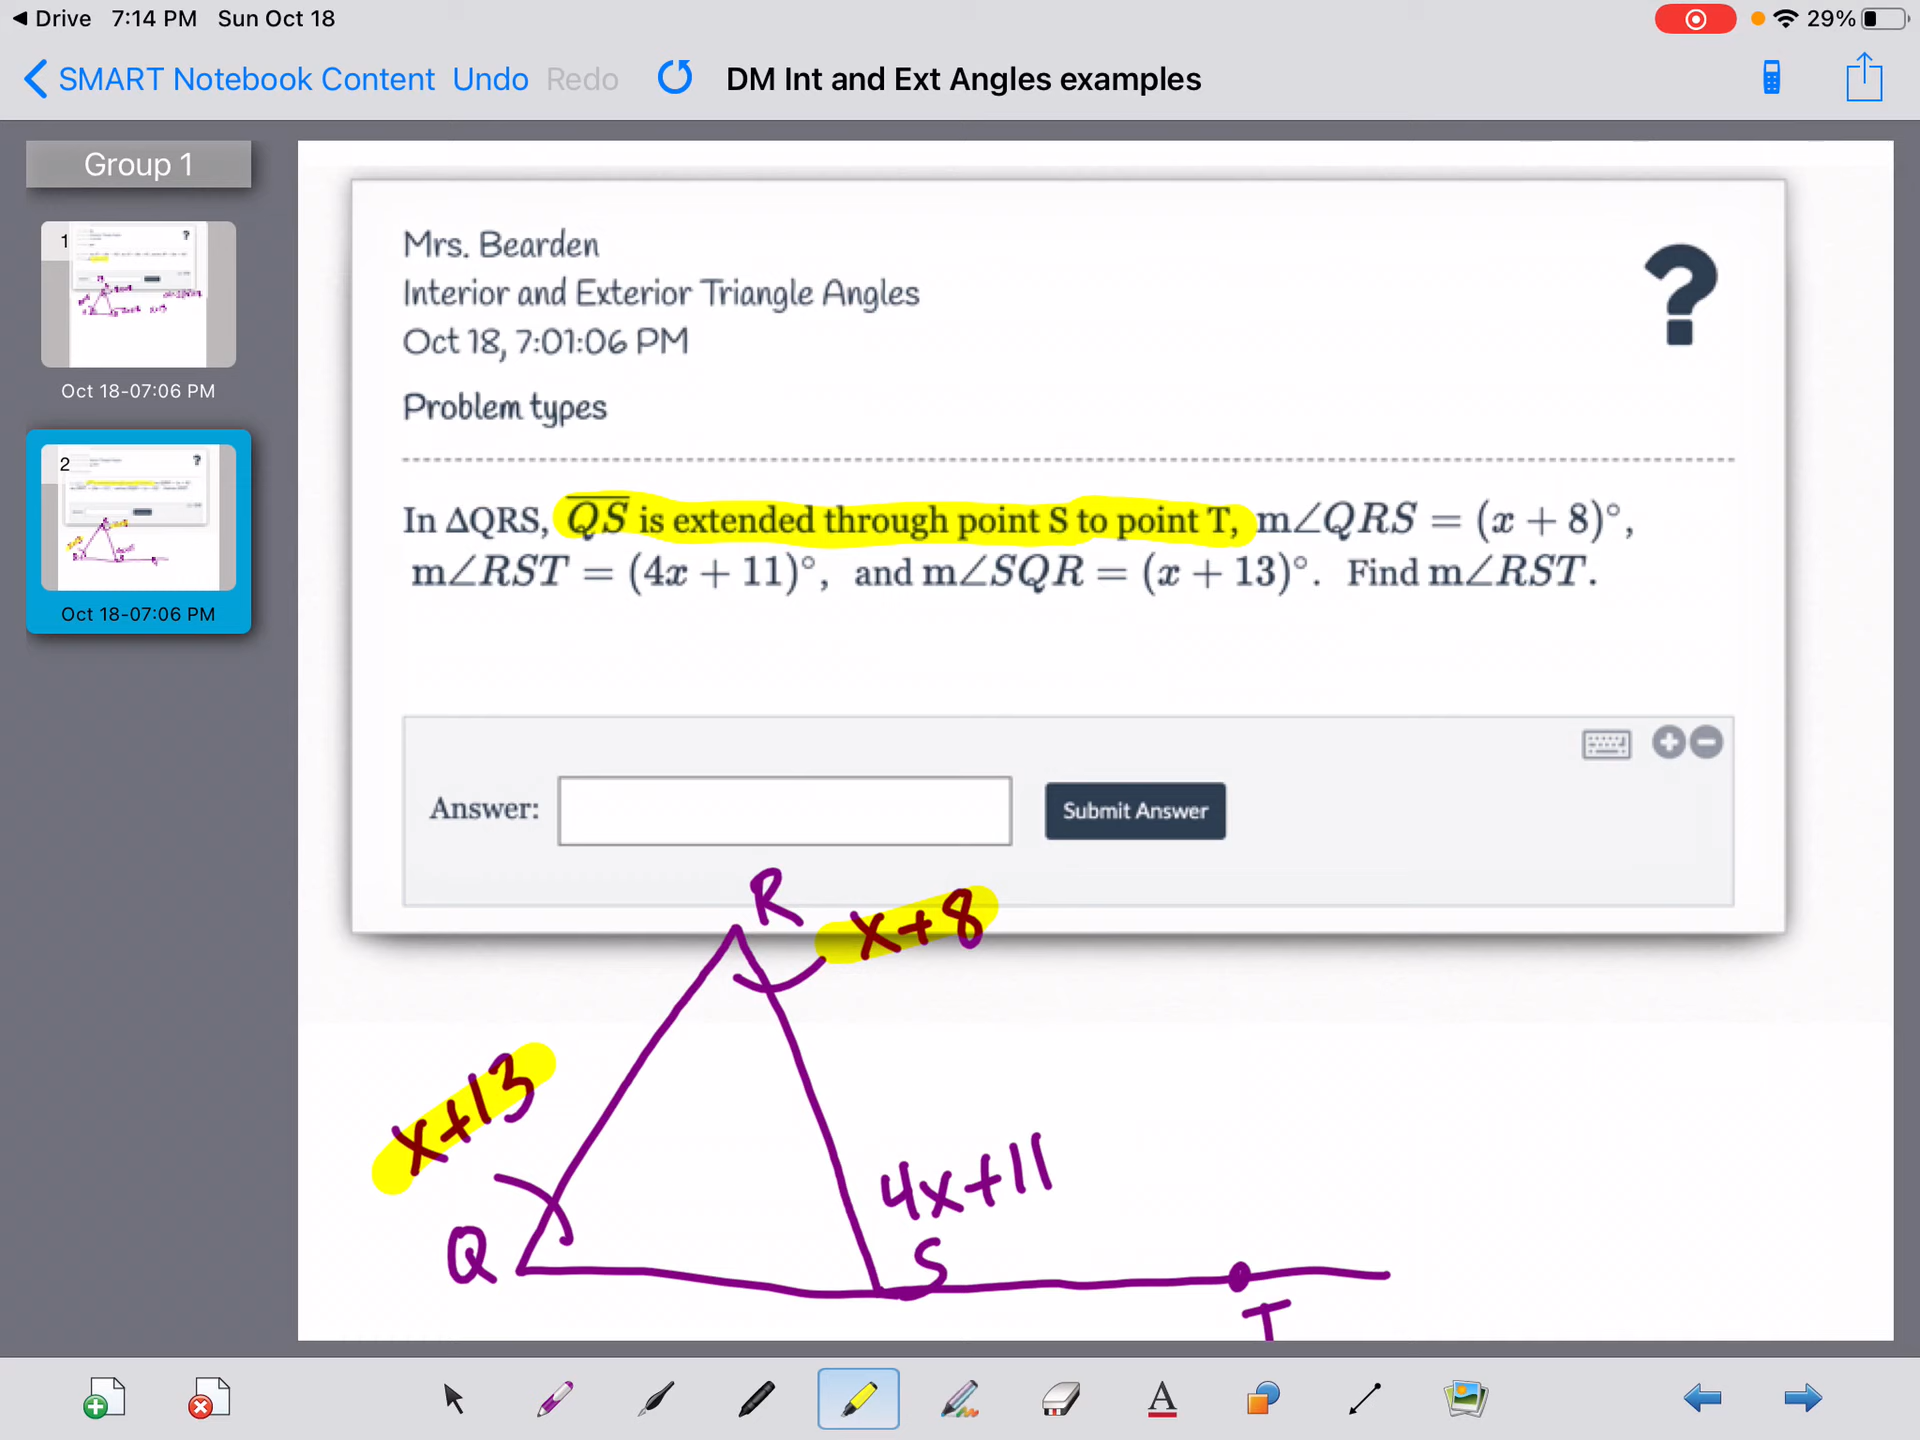 Drive 7:14 PM Sun Oct 18 29%
SMART Notebook Content Undo Redo DM Int and Ext Angles examples
Group 1
1
Oct 18-07:06 PM
2
Oct 18-07:06 PM
Mrs. Bearden
Interior and Exterior Triangle Angles
Oct 18, 7:01:06 PM
?
Problem types
In ΔQRS, \overline{QS} is extended through point S to point T, m∠QRS = (x + 8)°,
m∠RST = (4x + 11)°, and m∠SQR = (x + 13)°. Find m∠RST.
Answer: Submit Answer
R
x+8
x+13
4x+11
Q
S
T
A